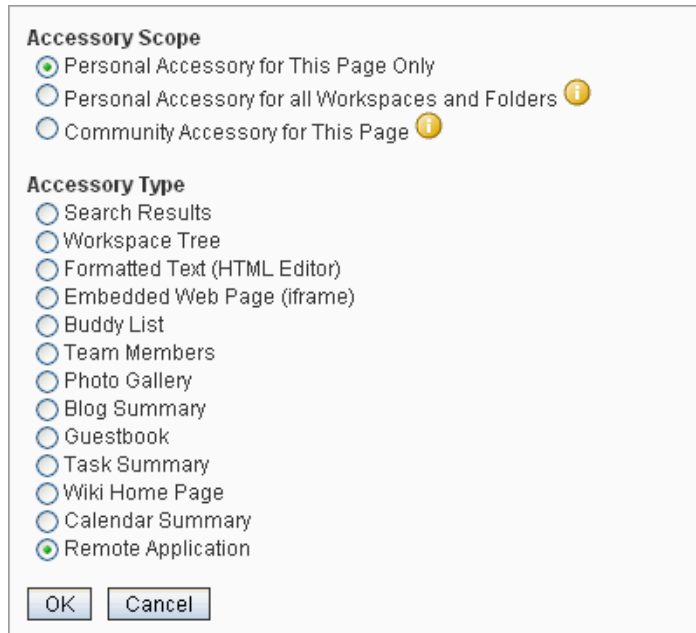 Accessory Scope
Personal Accessory for This Page Only
Personal Accessory for all Workspaces and Folders
Community Accessory for This Page
Accessory Type
Search Results
Workspace Tree
Formatted Text (HTML Editor)
Embedded Web Page (iframe)
Buddy List
Team Members
Photo Gallery
Blog Summary
Guestbook
Task Summary
Wiki Home Page
Calendar Summary
Remote Application
OK Cancel